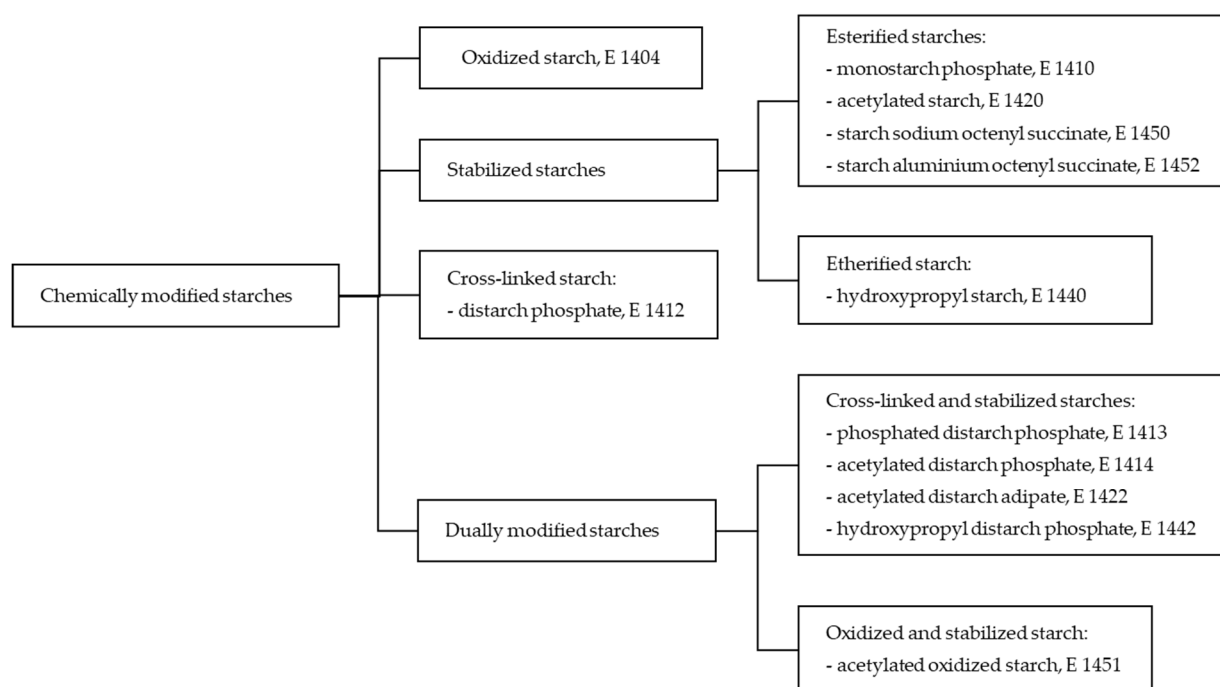 Chemically modified starches
Oxidized starch, E 1404
Stabilized starches
Esterified starches:
- monostarch phosphate, E 1410
- acetylated starch, E 1420
- starch sodium octenyl succinate, E 1450
- starch aluminium octenyl succinate, E 1452
Etherified starch:
- hydroxypropyl starch, E 1440
Cross-linked starch:
- distarch phosphate, E 1412
Dually modified starches
Cross-linked and stabilized starches:
- phosphated distarch phosphate, E 1413
- acetylated distarch phosphate, E 1414
- acetylated distarch adipate, E 1422
- hydroxypropyl distarch phosphate, E 1442
Oxidized and stabilized starch:
- acetylated oxidized starch, E 1451